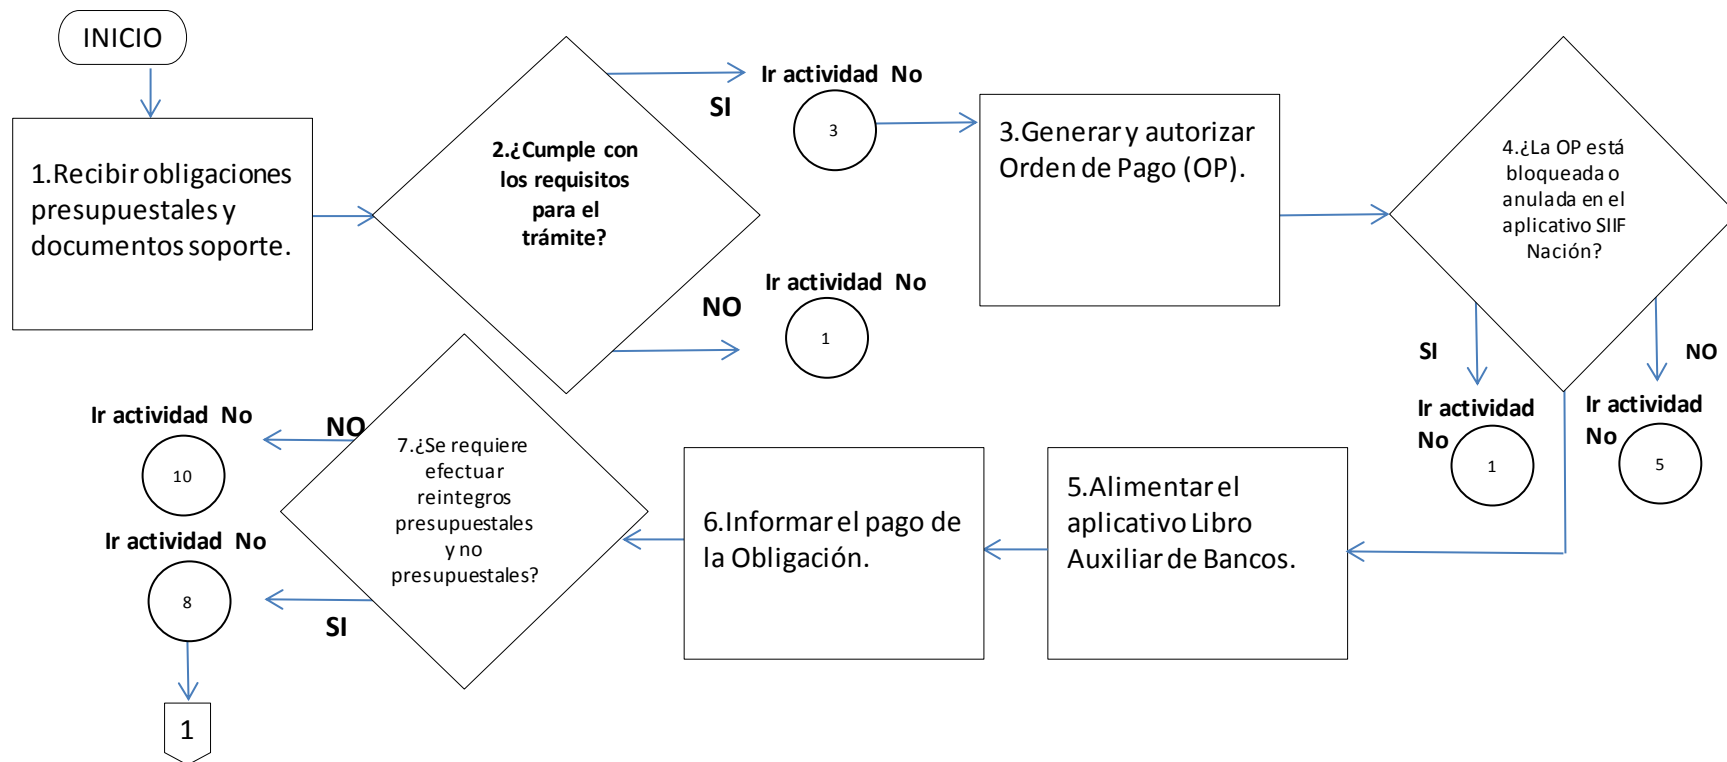 INICIO
1.Recibir obligaciones
presupuestales y
documentos soporte.
2.¿Cumple con
los requisitos
para el
trámite?
SI
Ir actividad No
3
NO
Ir actividad No
1
3.Generar y autorizar
Orden de Pago (OP).
4.¿La OP está
bloqueada o
anulada en el
aplicativo SIIF
Nación?
SI
Ir actividad
No
1
NO
Ir actividad
No
5
5.Alimentar el
aplicativo Libro
Auxiliar de Bancos.
6.Informar el pago de
la Obligación.
7.¿Se requiere
efectuar
reintegros
presupuestales
y no
presupuestales?
NO
Ir actividad No
10
SI
Ir actividad No
8
1